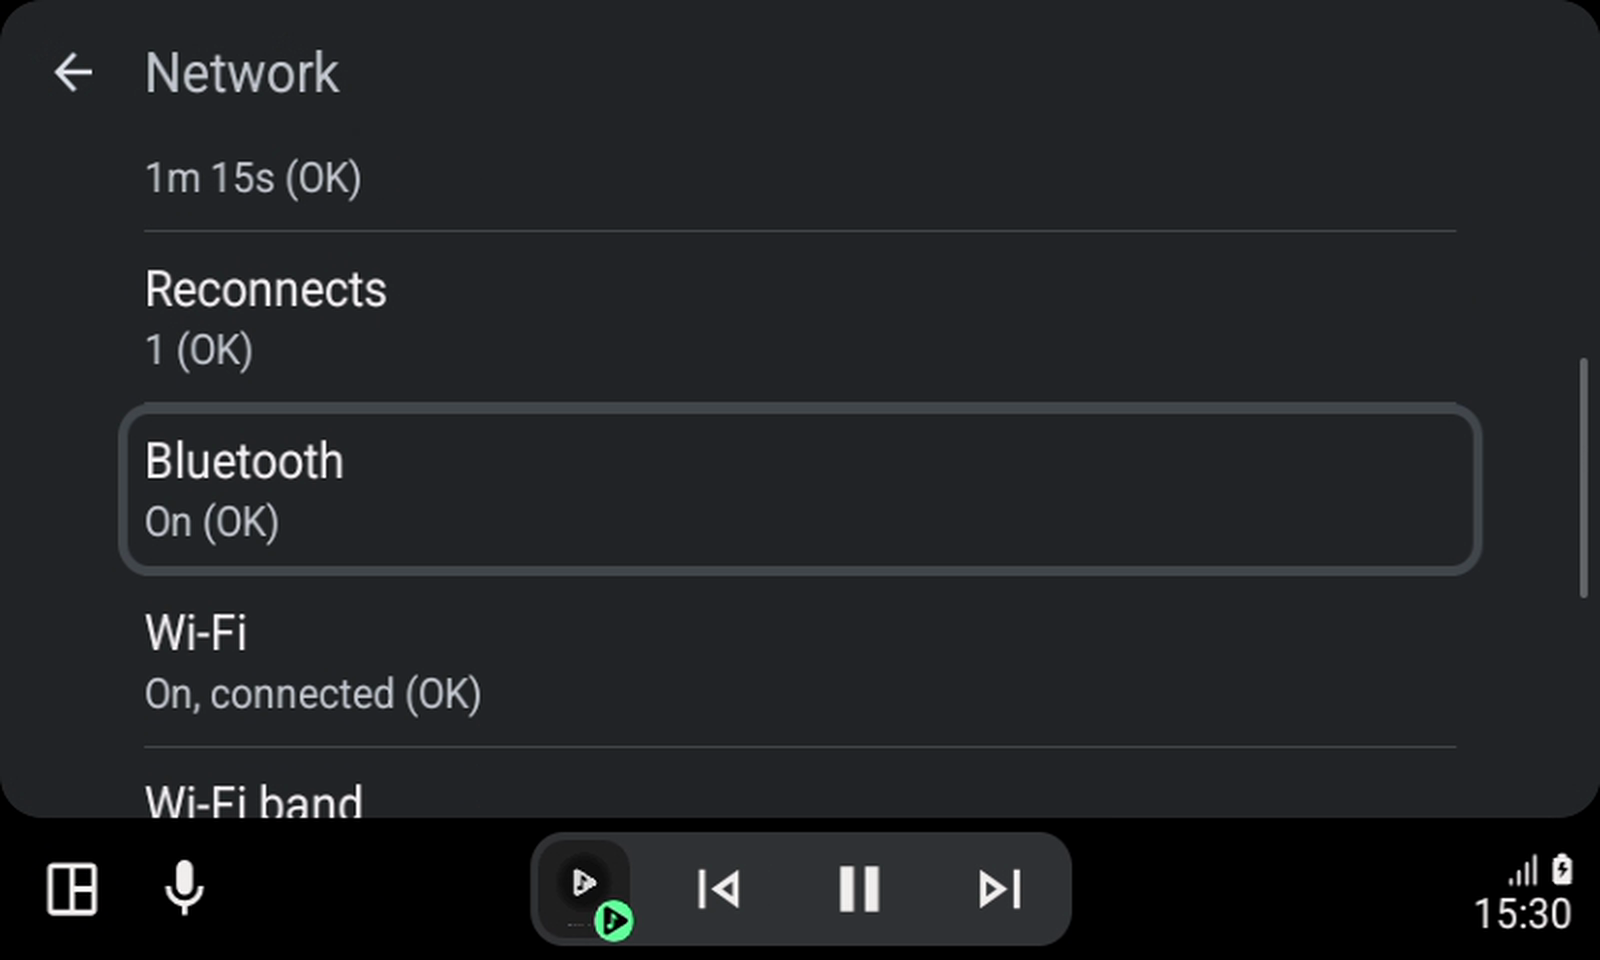 Network
1m 15s (OK)
Reconnects
1 (OK)
Bluetooth
On (OK)
Wi-Fi
On, connected (OK)
Wi-Fi band
15:30